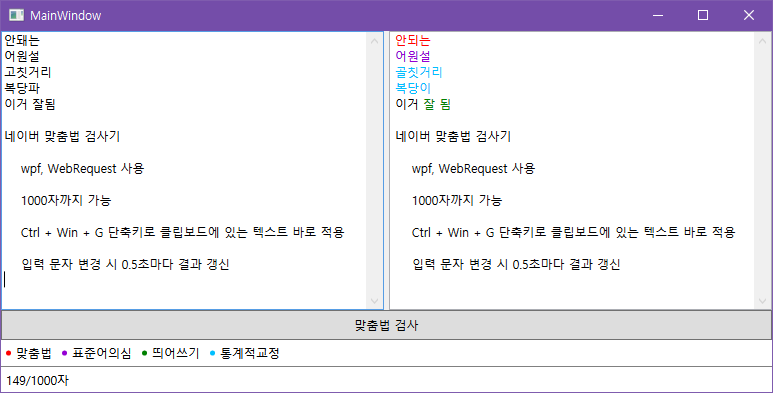 MainWindow
안돼는
어원설
고칫거리
복당파
이거 잘됨
네이버 맞춤법 검사기
wpf, WebRequest 사용
1000자까지 가능
Ctrl + Win + G 단축키로 클립보드에 있는 텍스트 바로 적용
입력 문자 변경 시 0.5초마다 결과 갱신
안되는
어원설
골칫거리
복당이
이거 잘 됨
네이버 맞춤법 검사기
wpf, WebRequest 사용
1000자까지 가능
Ctrl + Win + G 단축키로 클립보드에 있는 텍스트 바로 적용
입력 문자 변경 시 0.5초마다 결과 갱신
맞춤법 검사
● 맞춤법 ● 표준어의심 ● 띄어쓰기 ● 통계적교정
149/1000자